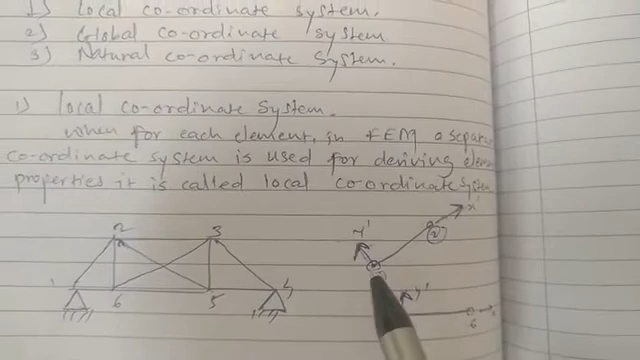 1) Local co-ordinate system.
2) Global co-ordinate system
3) Natural co-ordinate system.
1) Local co-ordinate system.
When for each element, in FEM a separate
co-ordinate system is used for deriving
properties it is called local co-ordinate system
2 3
1 6 5 4
y' 2 x'
y'
6 x